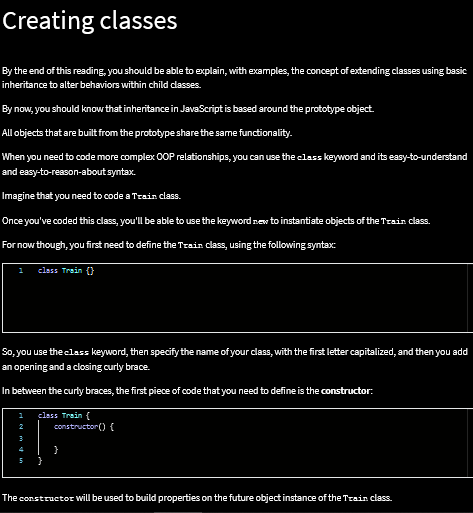 Creating classes
By the end of this reading, you should be able to explain, with examples, the concept of extending classes using basic
inheritance to alter behaviors within child classes.
By now, you should know that inheritance in JavaScript is based around the prototype object.
All objects that are built from the prototype share the same functionality.
When you need to code more complex OOP relationships, you can use the class keyword and its easy-to-understand
and easy-to-reason-about syntax.
Imagine that you need to code a Train class.
Once you've coded this class, you'll be able to use the keyword new to instantiate objects of the Train class.
For now though, you first need to define the Train class, using the following syntax:
1 class Train {}
So, you use the class keyword, then specify the name of your class, with the first letter capitalized, and then you add
an opening and a closing curly brace.
In between the curly braces, the first piece of code that you need to define is the constructor:
1 class Train {
2 constructor() {
3
4 }
5 }
The constructor will be used to build properties on the future object instance of the Train class.